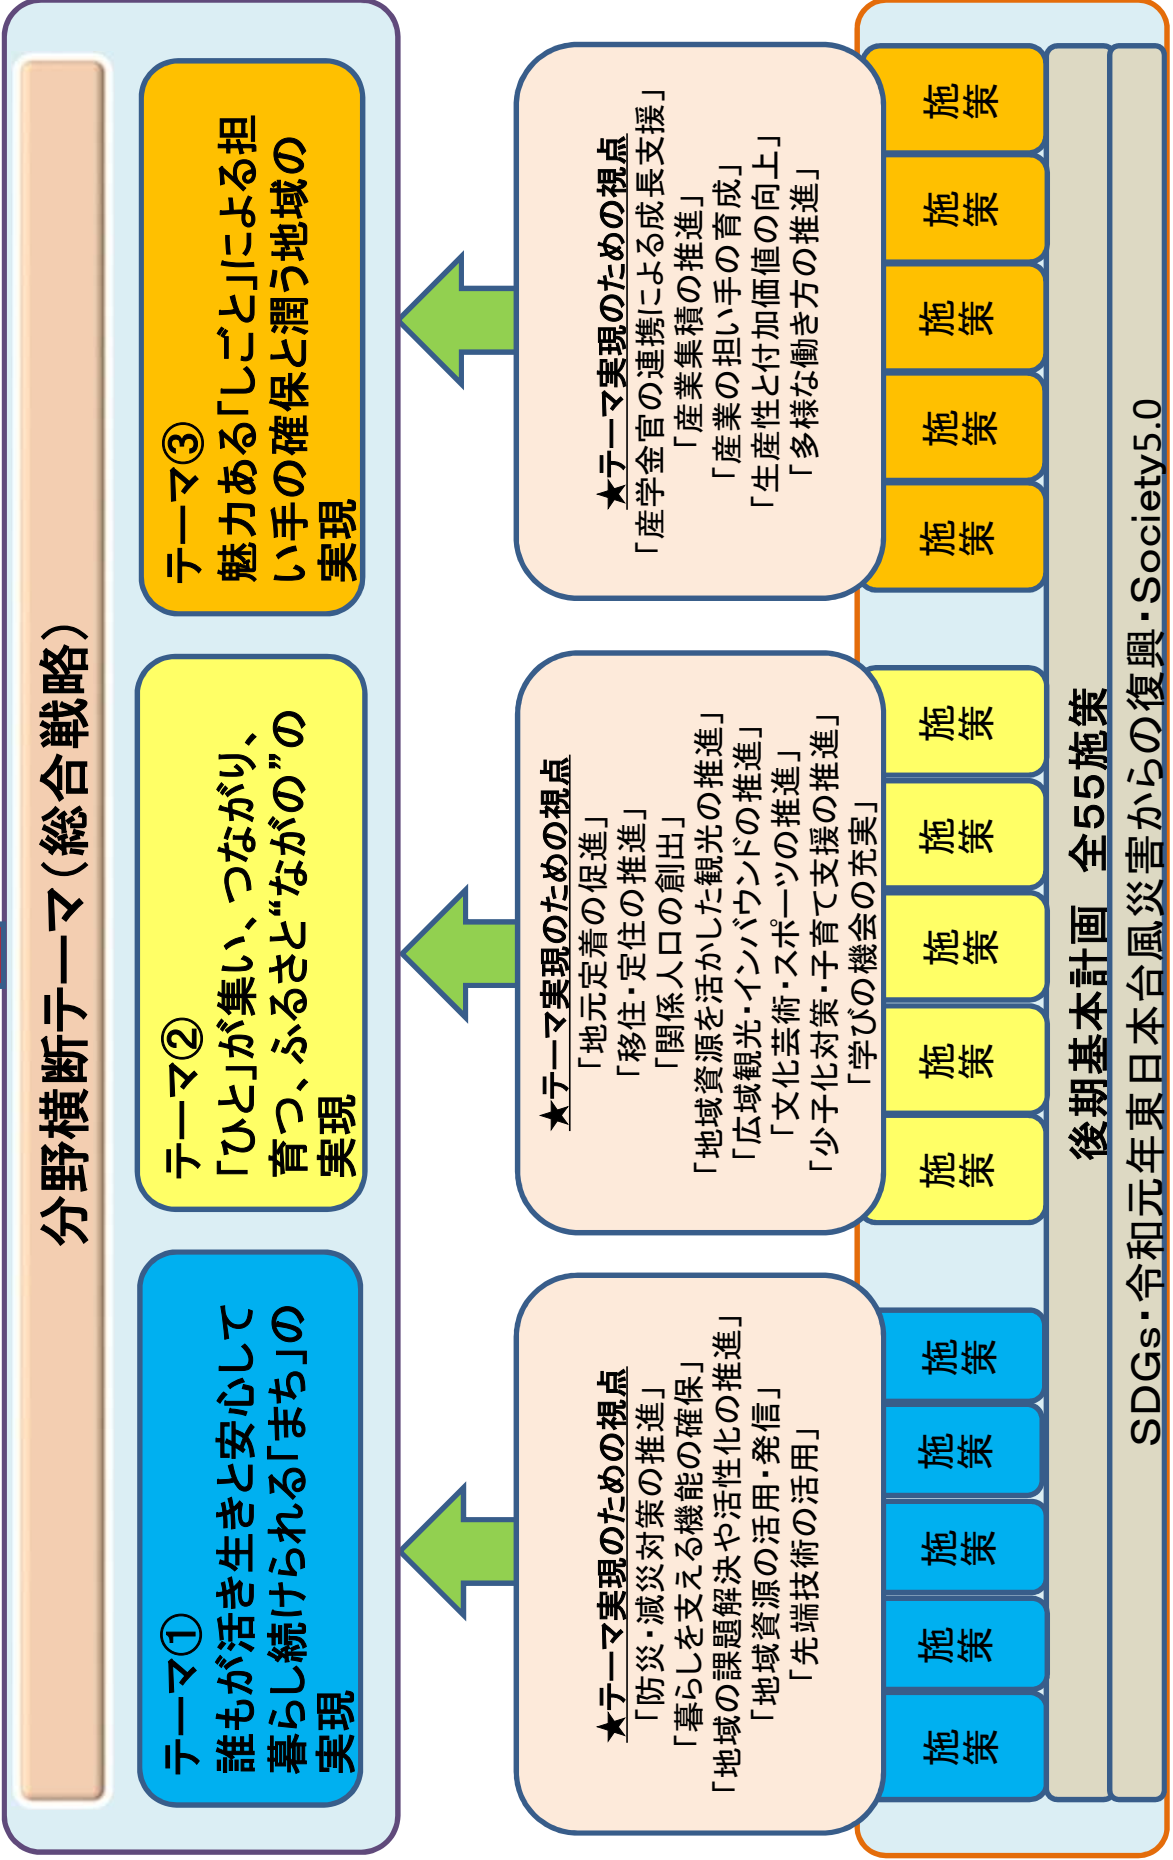 分野横断テーマ（総合戦略）
テーマ①
誰もが活き生きと安心して
暮らし続けられる「まち」の
実現
テーマ②
「ひと」が集い、つながり、
育つ、ふるさと“ながの”の
実現
テーマ③
魅力ある「しごと」による担
い手の確保と潤う地域の
実現
★テーマ実現のための視点
「防災・減災対策の推進」
「暮らしを支える機能の確保」
「地域の課題解決や活性化の推進」
「地域資源の活用・発信」
「先端技術の活用」
★テーマ実現のための視点
「地元定着の促進」
「移住・定住の推進」
「関係人口の創出」
「地域資源を活かした観光の推進」
「広域観光・インバウンドの推進」
「文化芸術・スポーツの推進」
「少子化対策・子育て支援の推進」
「学びの機会の充実」
★テーマ実現のための視点
「産学金官の連携による成長支援」
「産業集積の推進」
「産業の担い手の育成」
「生産性と付加価値の向上」
「多様な働き方の推進」
施
策
施
策
施
策
施
策
施
策
施
策
施
策
施
策
施
策
施
策
施
策
施
策
施
策
施
策
施
策
後期基本計画　全55施策
SDGs・令和元年東日本台風災害からの復興・Society5.0